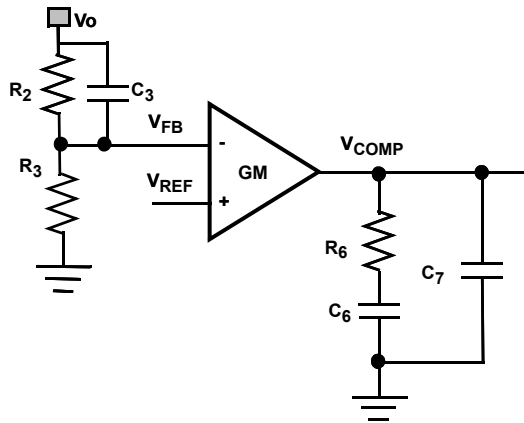 Vo
R2
C3
VFB
VCOMP
R3
VREF
-
GM
+
R6
C7
C6